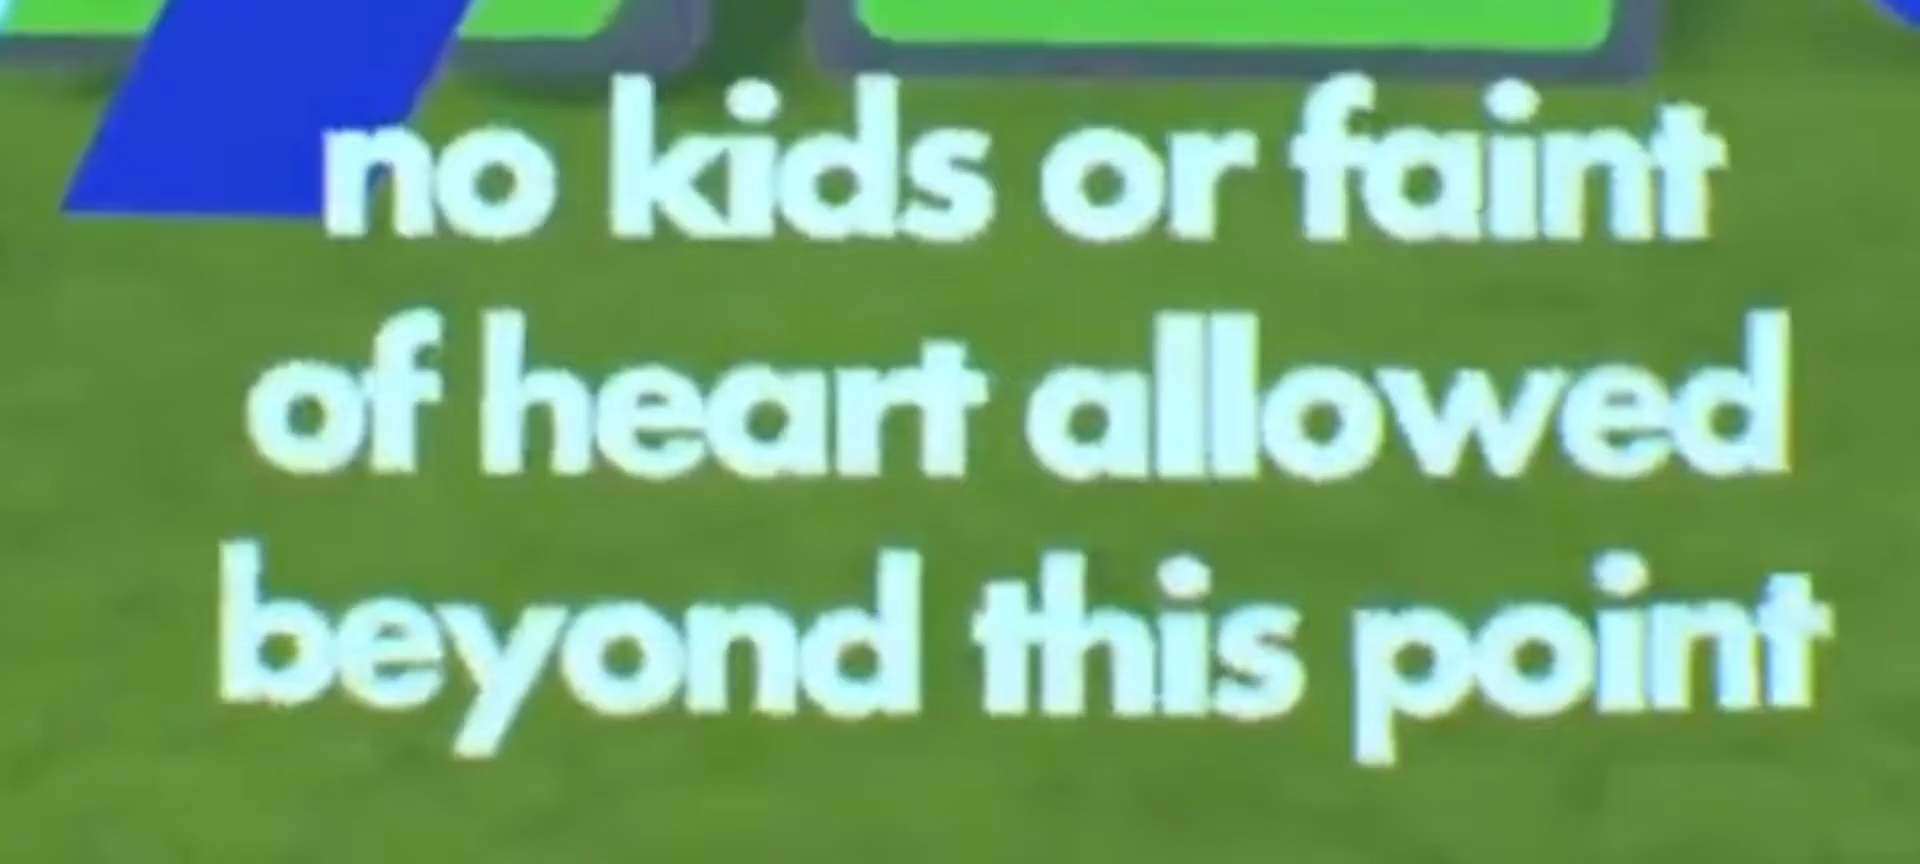 no kids or faint
of heart allowed
beyond this point